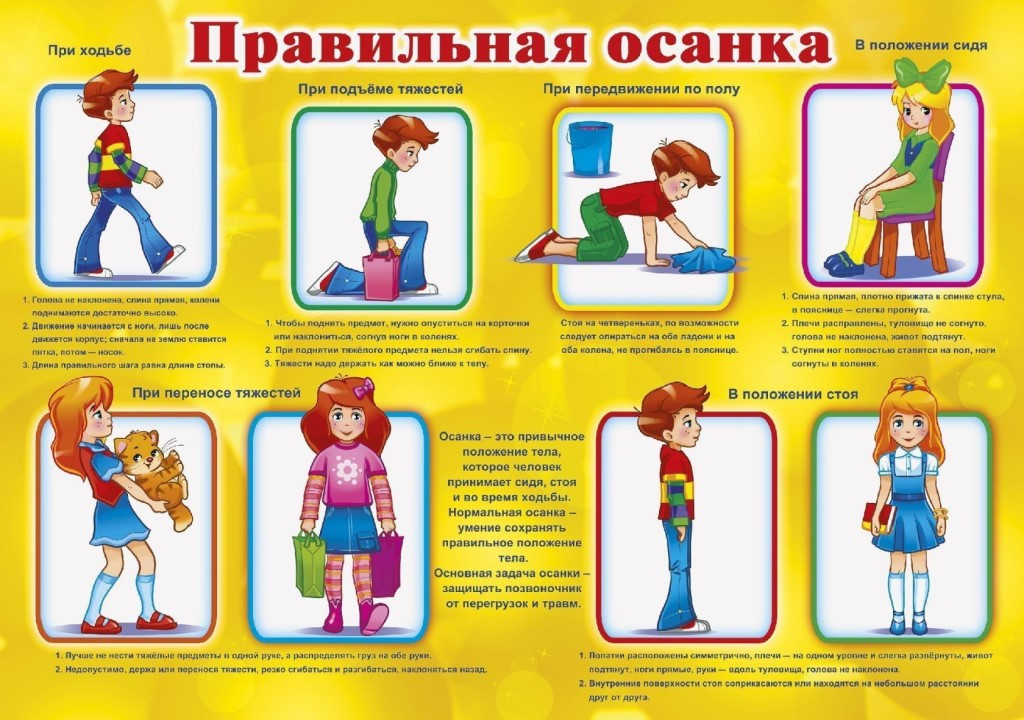 Правильная осанка
При ходьбе
1. Голова не наклонена, спина прямая, колени
поднимаются достаточно высоко.
2. Движение начинается с ноги, лишь после
движется корпус; сначала на землю ставится
пятка, потом — носок.
3. Длина правильного шага равна длине стопы.
При подъёме тяжестей
1. Чтобы поднять предмет, нужно опуститься на корточки
или наклониться, согнув ноги в коленях.
2. При поднятии тяжёлого предмета нельзя сгибать спину.
3. Тяжести надо держать как можно ближе к телу.
При передвижении по полу
Стоя на четвереньках, по возможности
следует опираться на обе ладони и на
оба колена, не прогибаясь в пояснице.
В положении сидя
1. Спина прямая, плотно прижата к спинке стула,
в пояснице — слегка прогнута.
2. Плечи расправлены, туловище не согнуто,
голова не наклонена, живот подтянут.
3. Ступни ног полностью ставятся на пол, ноги
согнуты в коленях.
При переносе тяжестей
1. Лучше не нести тяжёлые предметы в одной руке, а распределять груз на обе руки.
2. Недопустимо, держа или перенося тяжести, резко сгибаться и разгибаться, наклоняться назад.
Осанка – это привычное
положение тела,
которое человек
принимает сидя, стоя
и во время ходьбы.
Нормальная осанка –
умение сохранять
правильное положение
тела.
Основная задача осанки –
защищать позвоночник
от перегрузок и травм.
В положении стоя
1. Лопатки расположены симметрично, плечи — на одном уровне и слегка развёрнуты, живот
подтянут, ноги прямые, руки — вдоль туловища, голова не наклонена.
2. Внутренние поверхности стоп соприкасаются или находятся на небольшом расстоянии
друг от друга.